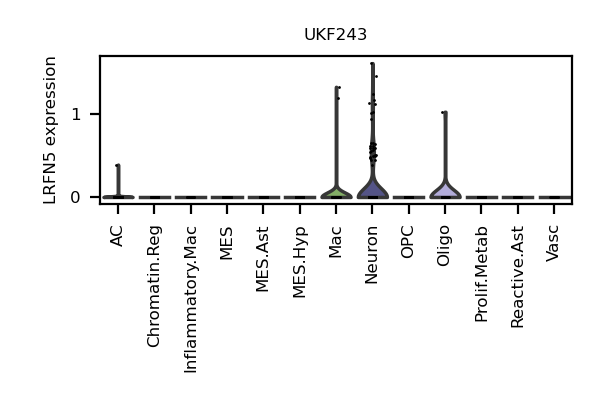 UKF243
LRFN5 expression
1
0
AC
Chromatin.Reg
Inflammatory.Mac
MES
MES.Ast
MES.Hyp
Mac
Neuron
OPC
Oligo
Prolif.Metab
Reactive.Ast
Vasc